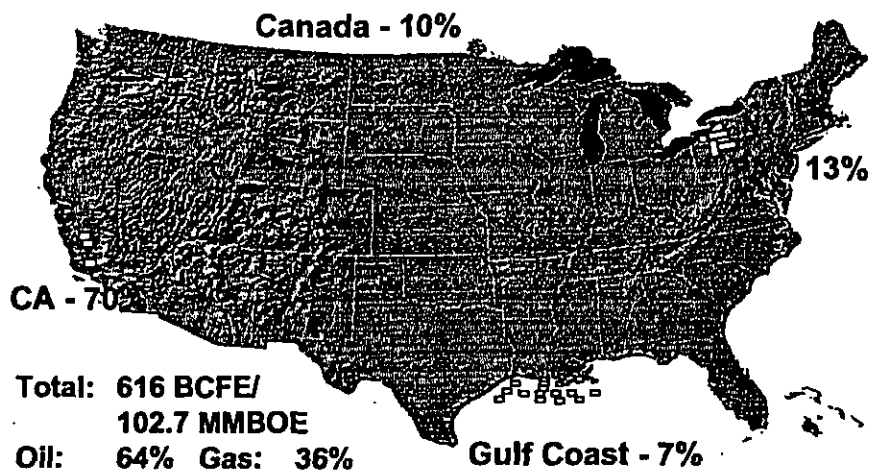 Canada - 10%
13%
CA - 70%
Total: 616 BCFE/
102.7 MMBOE
Oil: 64% Gas: 36%
Gulf Coast - 7%